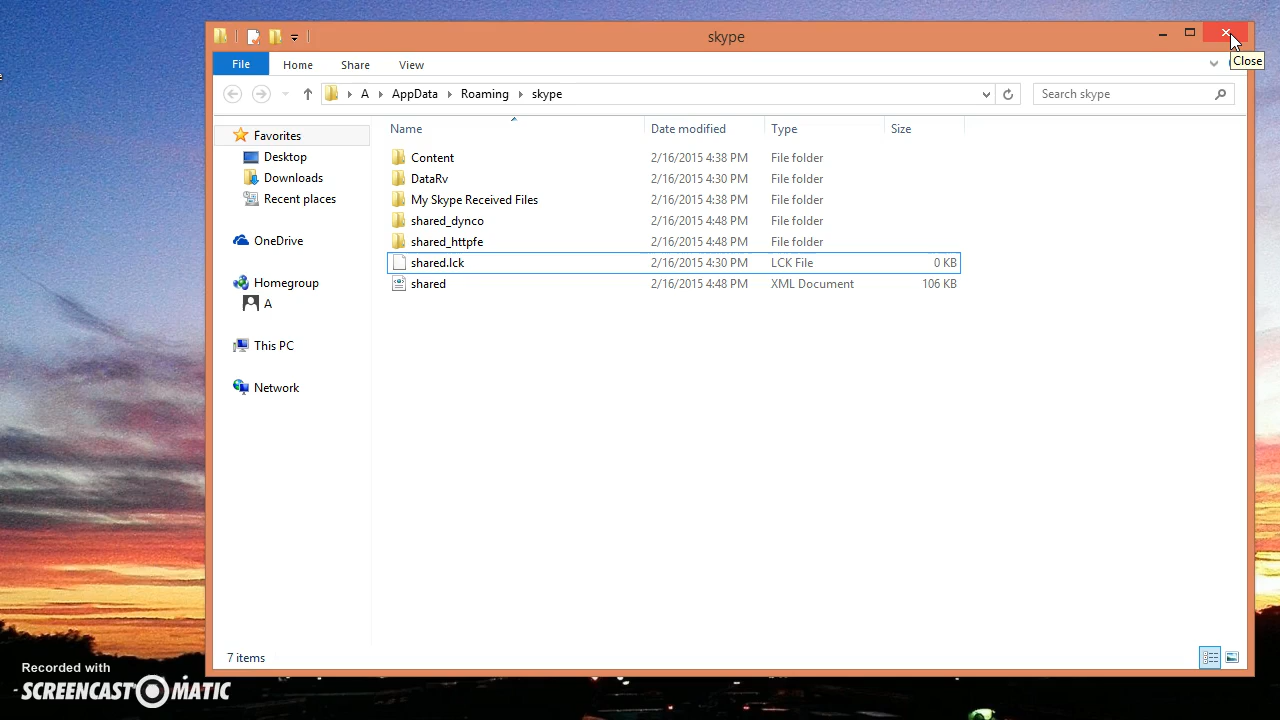 skype
Close
File Home Share View
A AppData Roaming skype
Search skype
Name Date modified Type Size
Favorites
Desktop
Downloads
Recent places
OneDrive
Homegroup
A
This PC
Network
Content 2/16/2015 4:38 PM File folder
DataRv 2/16/2015 4:30 PM File folder
My Skype Received Files 2/16/2015 4:38 PM File folder
shared_dynco 2/16/2015 4:48 PM File folder
shared_httpfe 2/16/2015 4:48 PM File folder
shared.lck 2/16/2015 4:30 PM LCK File 0 KB
shared 2/16/2015 4:48 PM XML Document 106 KB
7 items
Recorded with
SCREENCAST MATIC